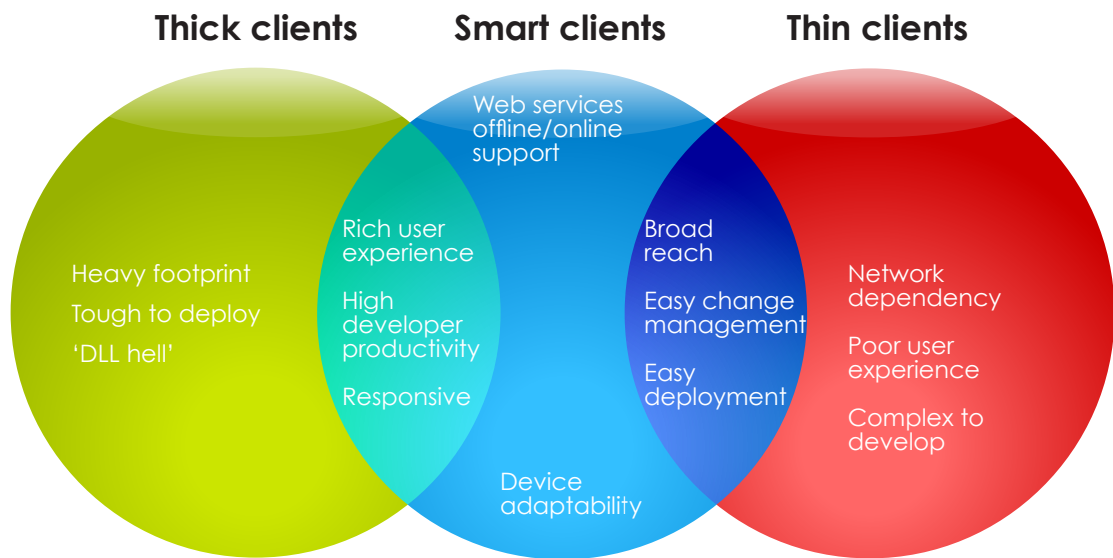 Thick clients
Smart clients
Thin clients
Heavy footprint
Tough to deploy
‘DLL hell’
Rich user
experience
High
developer
productivity
Responsive
Web services
offline/online
support
Device
adaptability
Broad
reach
Easy change
management
Easy
deployment
Network
dependency
Poor user
experience
Complex to
develop